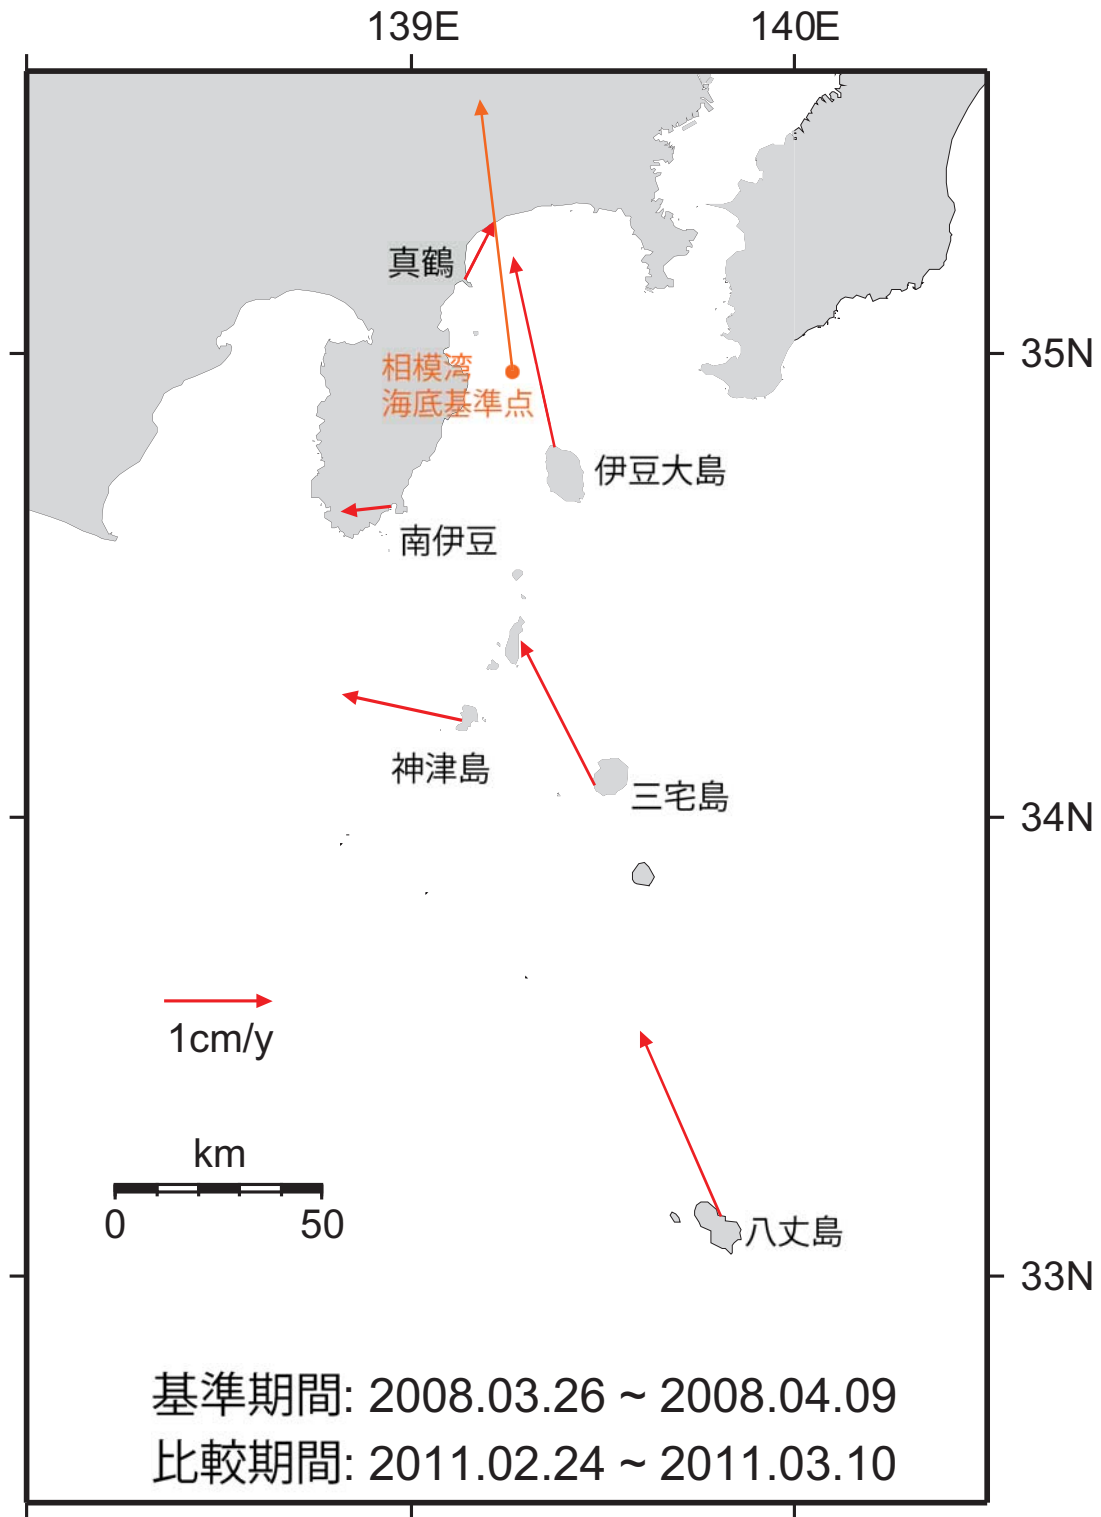 139E
140E
真鶴
35N
相模湾
海底基準点
伊豆大島
南伊豆
神津島
三宅島
34N
1cm/y
km
0
50
八丈島
33N
基準期間: 2008.03.26 ~ 2008.04.09
比較期間: 2011.02.24 ~ 2011.03.10